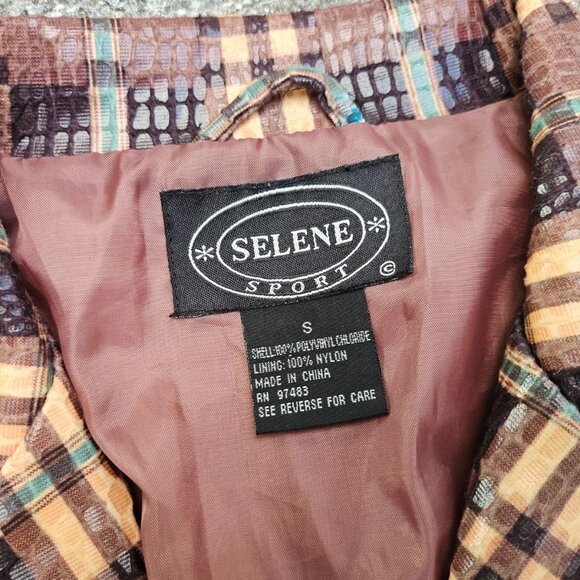 * SELENE *
SPORT ©
S
SHELL:100% POLYVINYL CHLORIDE
LINING: 100% NYLON
MADE IN CHINA
RN 97483
SEE REVERSE FOR CARE